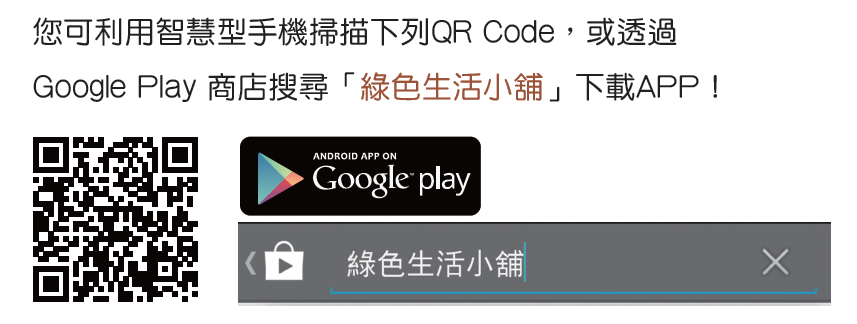 您可利用智慧型手機掃描下列QR Code，或透過
Google Play 商店搜尋「綠色生活小舖」下載APP！
ANDROID APP ON
Google play
綠色生活小舖